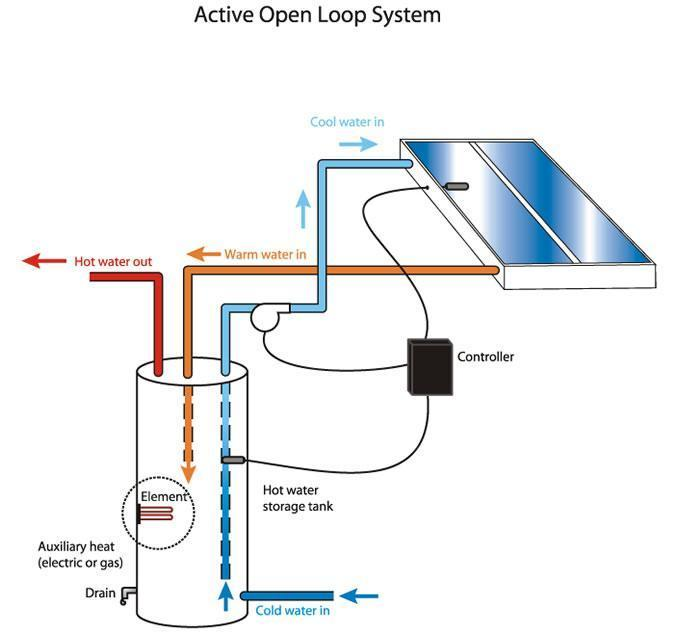 Active Open Loop System
Cool water in
Hot water out
Warm water in
Controller
Element
Hot water
storage tank
Auxiliary heat
(electric or gas)
Drain
Cold water in